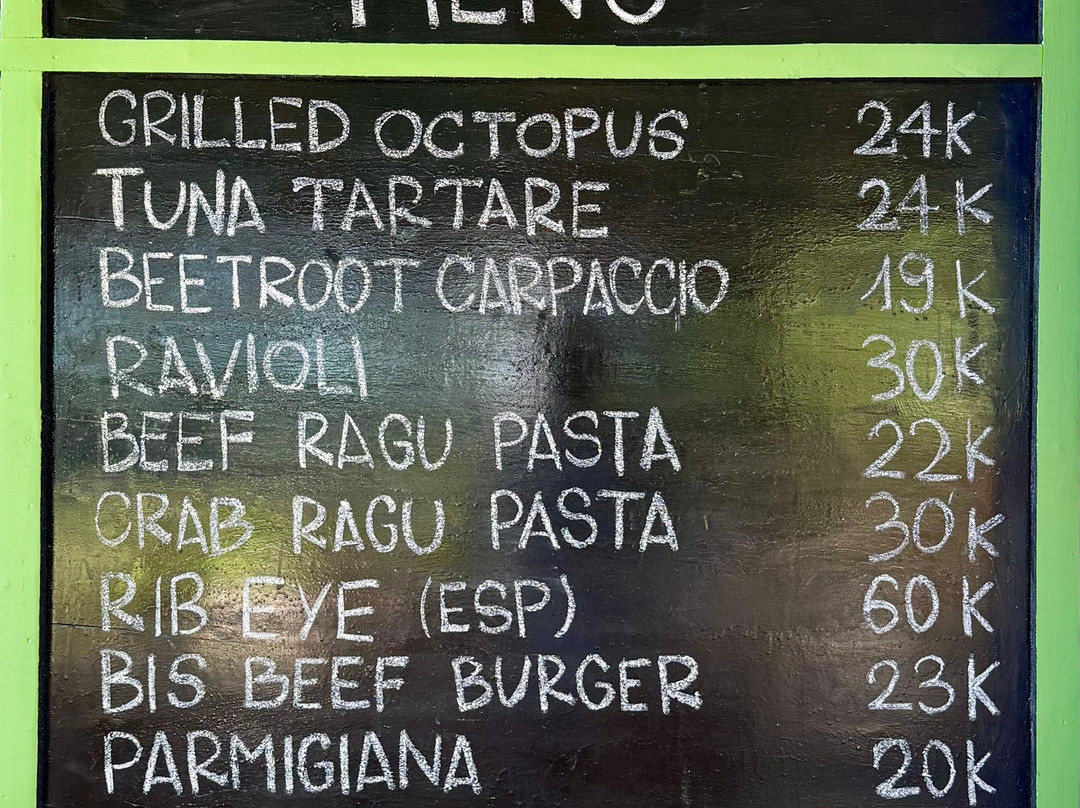 MENU
GRILLED OCTOPUS 24K
TUNA TARTARE 24K
BEETROOT CARPACCIO 19K
RAVIOLI 30K
BEEF RAGU PASTA 22K
CRAB RAGU PASTA 30K
RIB EYE (ESP) 60K
BIS BEEF BURGER 23K
PARMIGIANA 20K